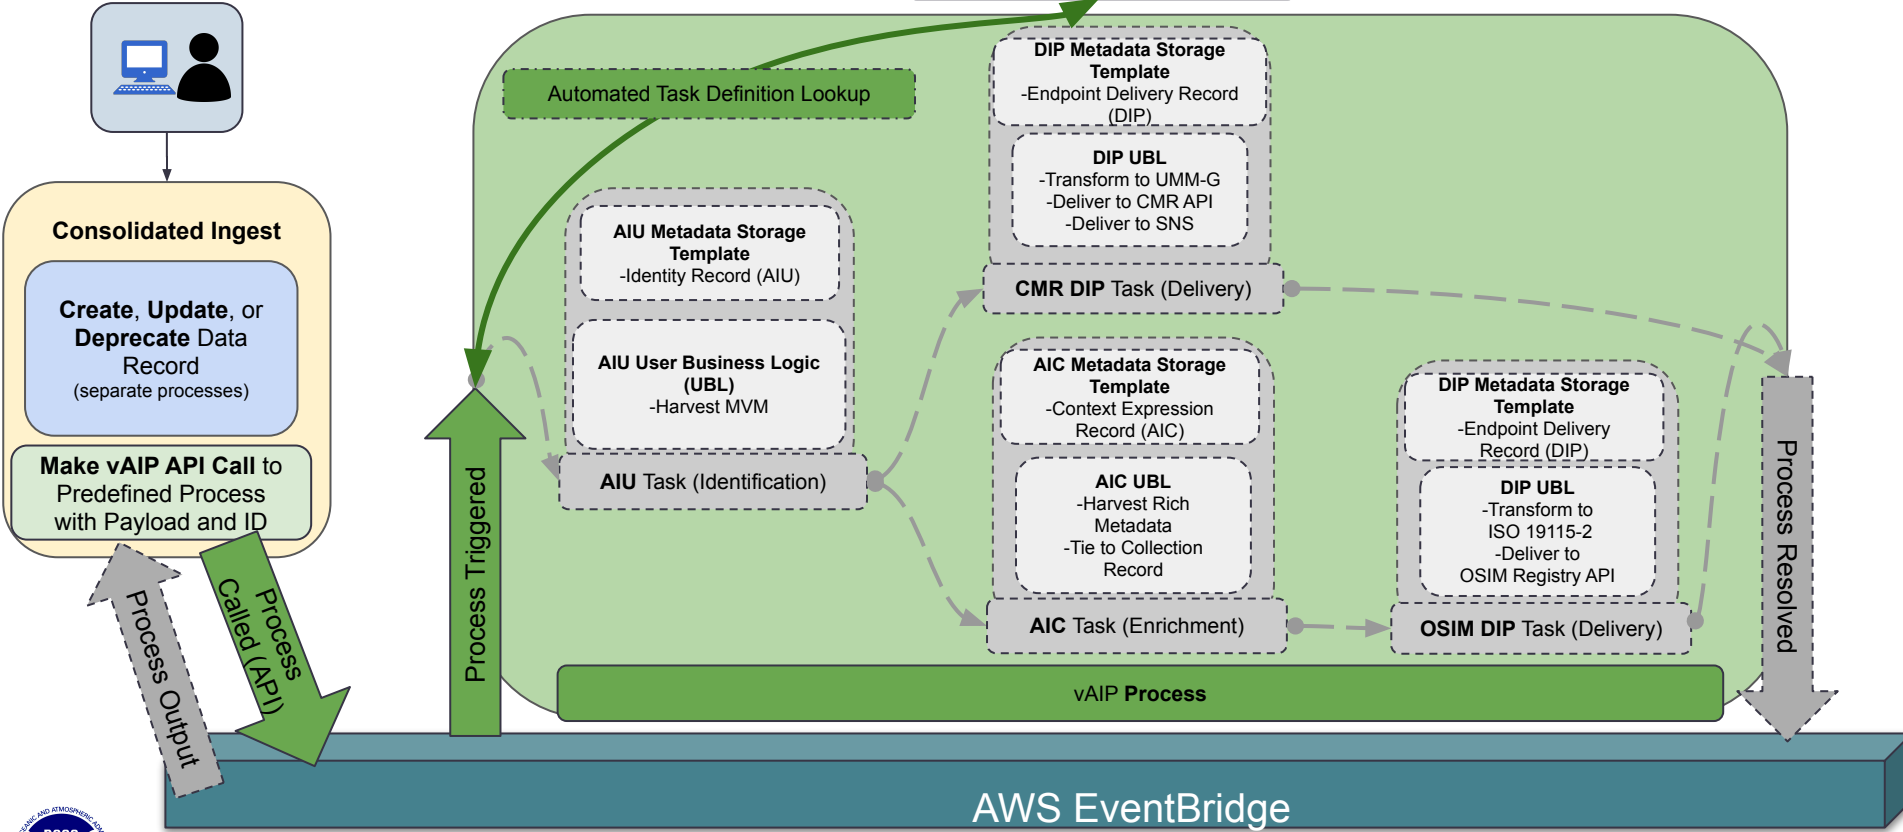 Consolidated Ingest
Create, Update, or
Deprecate Data
Record
(separate processes)
Make vAIP API Call to
Predefined Process
with Payload and ID
Process Output
Process
Called (API)
Process Triggered
Automated Task Definition Lookup
AIU Metadata Storage
Template
-Identity Record (AIU)
AIU User Business Logic
(UBL)
-Harvest MVM
AIU Task (Identification)
DIP Metadata Storage
Template
-Endpoint Delivery Record
(DIP)
DIP UBL
-Transform to UMM-G
-Deliver to CMR API
-Deliver to SNS
CMR DIP Task (Delivery)
AIC Metadata Storage
Template
-Context Expression
Record (AIC)
AIC UBL
-Harvest Rich
Metadata
-Tie to Collection
Record
AIC Task (Enrichment)
DIP Metadata Storage
Template
-Endpoint Delivery
Record (DIP)
DIP UBL
-Transform to
ISO 19115-2
-Deliver to
OSIM Registry API
OSIM DIP Task (Delivery)
Process Resolved
vAIP Process
AWS EventBridge
AND ATMOSPHERIC